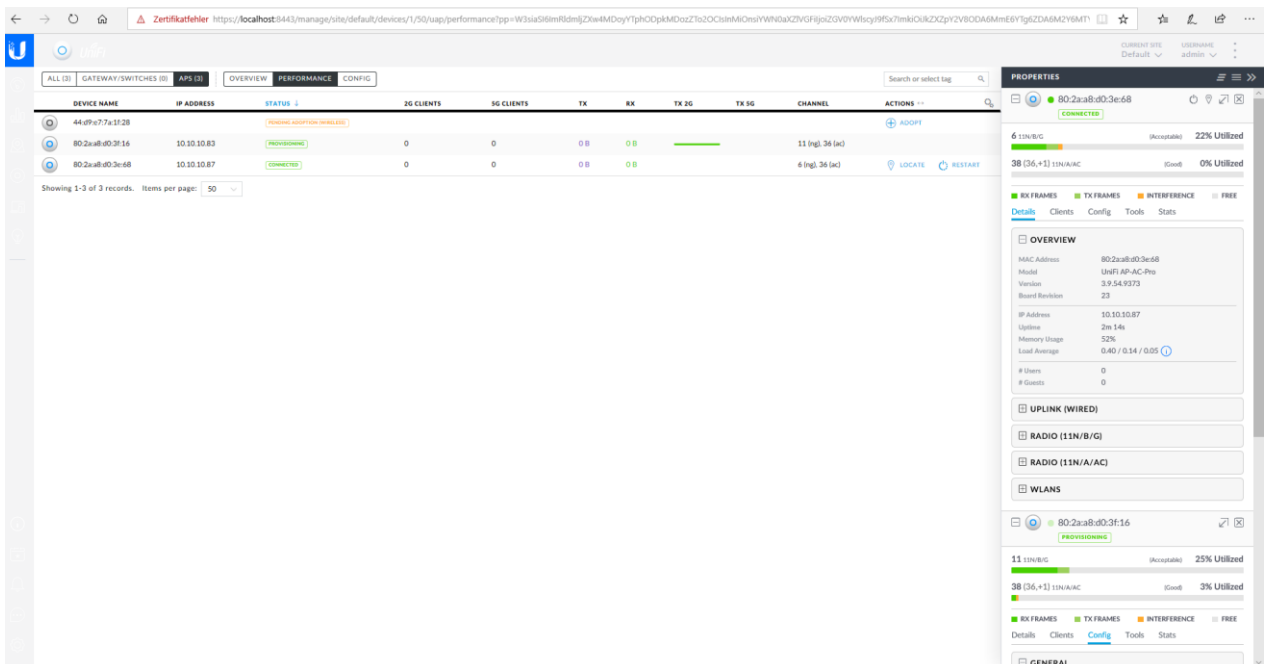 Zertifikatfehler https://localhost:8443/manage/site/default/devices/1/50/uap/performance?pp=
UniFi
CURRENT SITE
Default
USERNAME
admin
ALL (3) GATEWAY/SWITCHES (0) APS (3) OVERVIEW PERFORMANCE CONFIG
Search or select tag
DEVICE NAME IP ADDRESS STATUS ↓ 2G CLIENTS 5G CLIENTS TX RX TX 2G TX 5G CHANNEL ACTIONS
44:d9:e7:7a:1f:28 PENDING ADOPTION (WIRELESS) ADOPT
80:2a:a8:d0:3f:16 10.10.10.83 PROVISIONING 0 0 0 B 0 B 11 (ng), 36 (ac)
80:2a:a8:d0:3e:68 10.10.10.87 CONNECTED 0 0 0 B 0 B 6 (ng), 36 (ac) LOCATE RESTART
Showing 1-3 of 3 records. Items per page: 50
PROPERTIES
80:2a:a8:d0:3e:68
CONNECTED
6 11N/B/G (Acceptable) 22% Utilized
38 (36,+1) 11N/A/AC (Good) 0% Utilized
RX FRAMES TX FRAMES INTERFERENCE FREE
Details Clients Config Tools Stats
OVERVIEW
MAC Address 80:2a:a8:d0:3e:68
Model UniFi AP-AC-Pro
Version 3.9.54.9373
Board Revision 23
IP Address 10.10.10.87
Uptime 2m 14s
Memory Usage 52%
Load Average 0.40 / 0.14 / 0.05
# Users 0
# Guests 0
UPLINK (WIRED)
RADIO (11N/B/G)
RADIO (11N/A/AC)
WLANS
80:2a:a8:d0:3f:16
PROVISIONING
11 11N/B/G (Acceptable) 25% Utilized
38 (36,+1) 11N/A/AC (Good) 3% Utilized
RX FRAMES TX FRAMES INTERFERENCE FREE
Details Clients Config Tools Stats
GENERAL